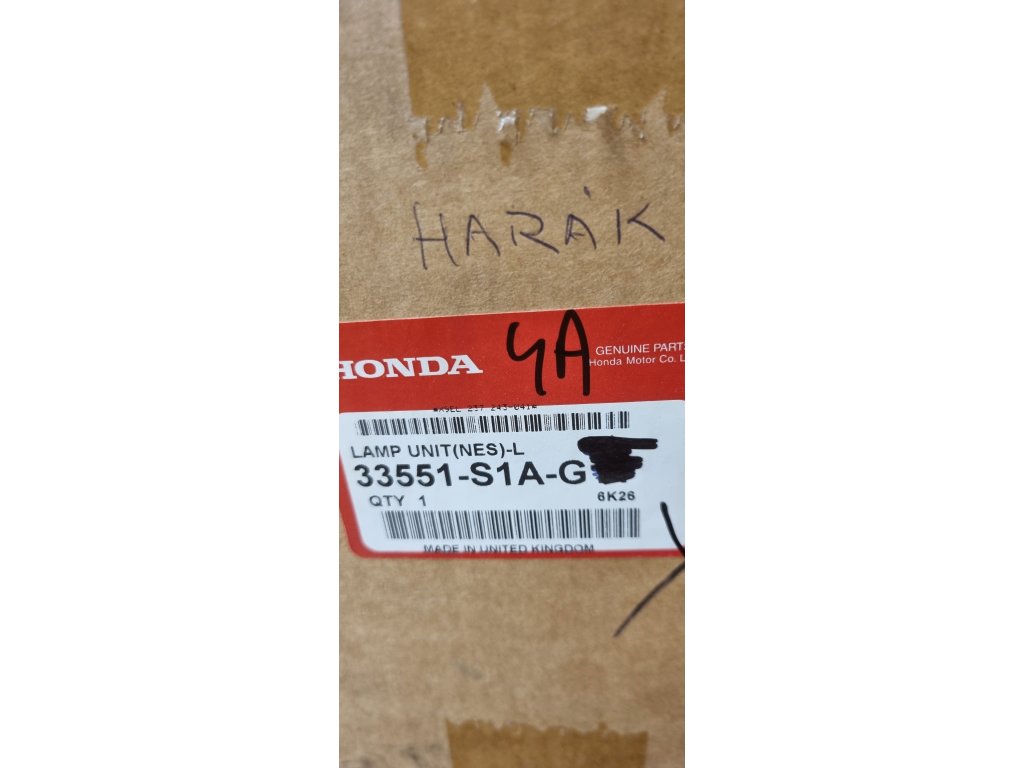 HARÁK
HONDA
4A
GENUINE PARTS
Honda Motor Co. L
LAMP UNIT(NES)-L
33551-S1A-G
QTY 1
6K26
MADE IN UNITED KINGDOM